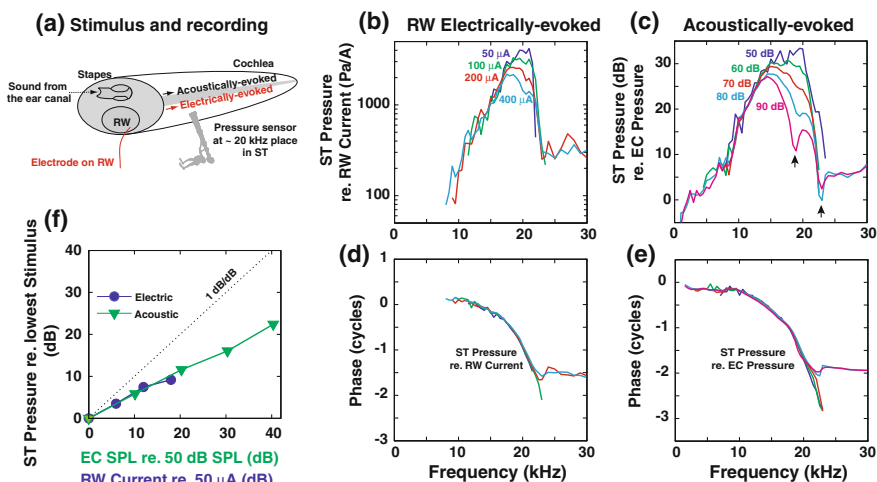 (a) Stimulus and recording
Stapes
Cochlea
Sound from
the ear canal
Acoustically-evoked
Electrically-evoked
RW
Pressure sensor
at ~ 20 kHz place
in ST
Electrode on RW
(b) RW Electrically-evoked
ST Pressure
re. RW Current (Pa/A)
1000
100
50 μA
100 μA
200 μA
400 μA
0 10 20 30
(c) Acoustically-evoked
ST Pressure (dB)
re. EC Pressure
30
20
10
0
50 dB
60 dB
70 dB
80 dB
90 dB
0 10 20 30
(d)
Phase (cycles)
1
0
-1
-2
-3
ST Pressure
re. RW Current
0 10 20 30
Frequency (kHz)
(e)
Phase (cycles)
1
0
-1
-2
-3
ST Pressure
re. EC Pressure
0 10 20 30
Frequency (kHz)
(f)
ST Pressure re. lowest Stimulus
(dB)
40
30
20
10
0
Electric
Acoustic
1 dB/dB
0 10 20 30 40
EC SPL re. 50 dB SPL (dB)
RW Current re. 50 μA (dB)